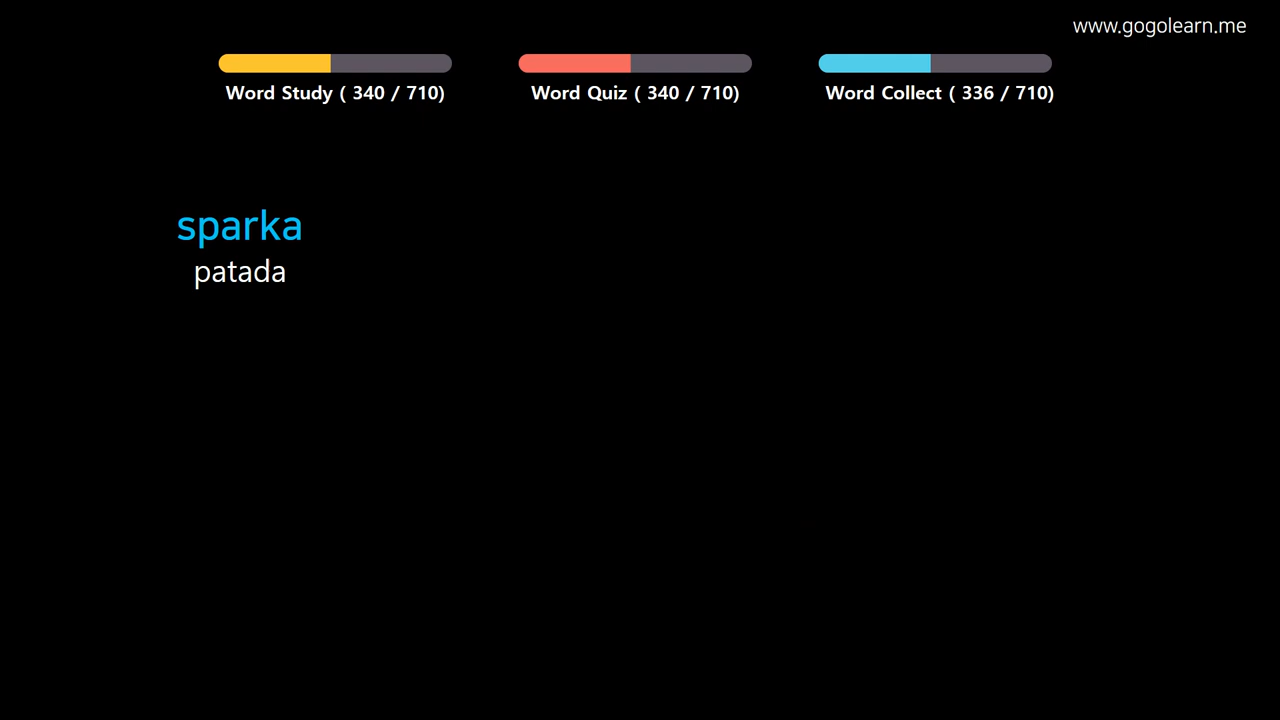 www.gogolearn.me
Word Study ( 340 / 710)
Word Quiz ( 340 / 710)
Word Collect ( 336 / 710)
sparka
patada